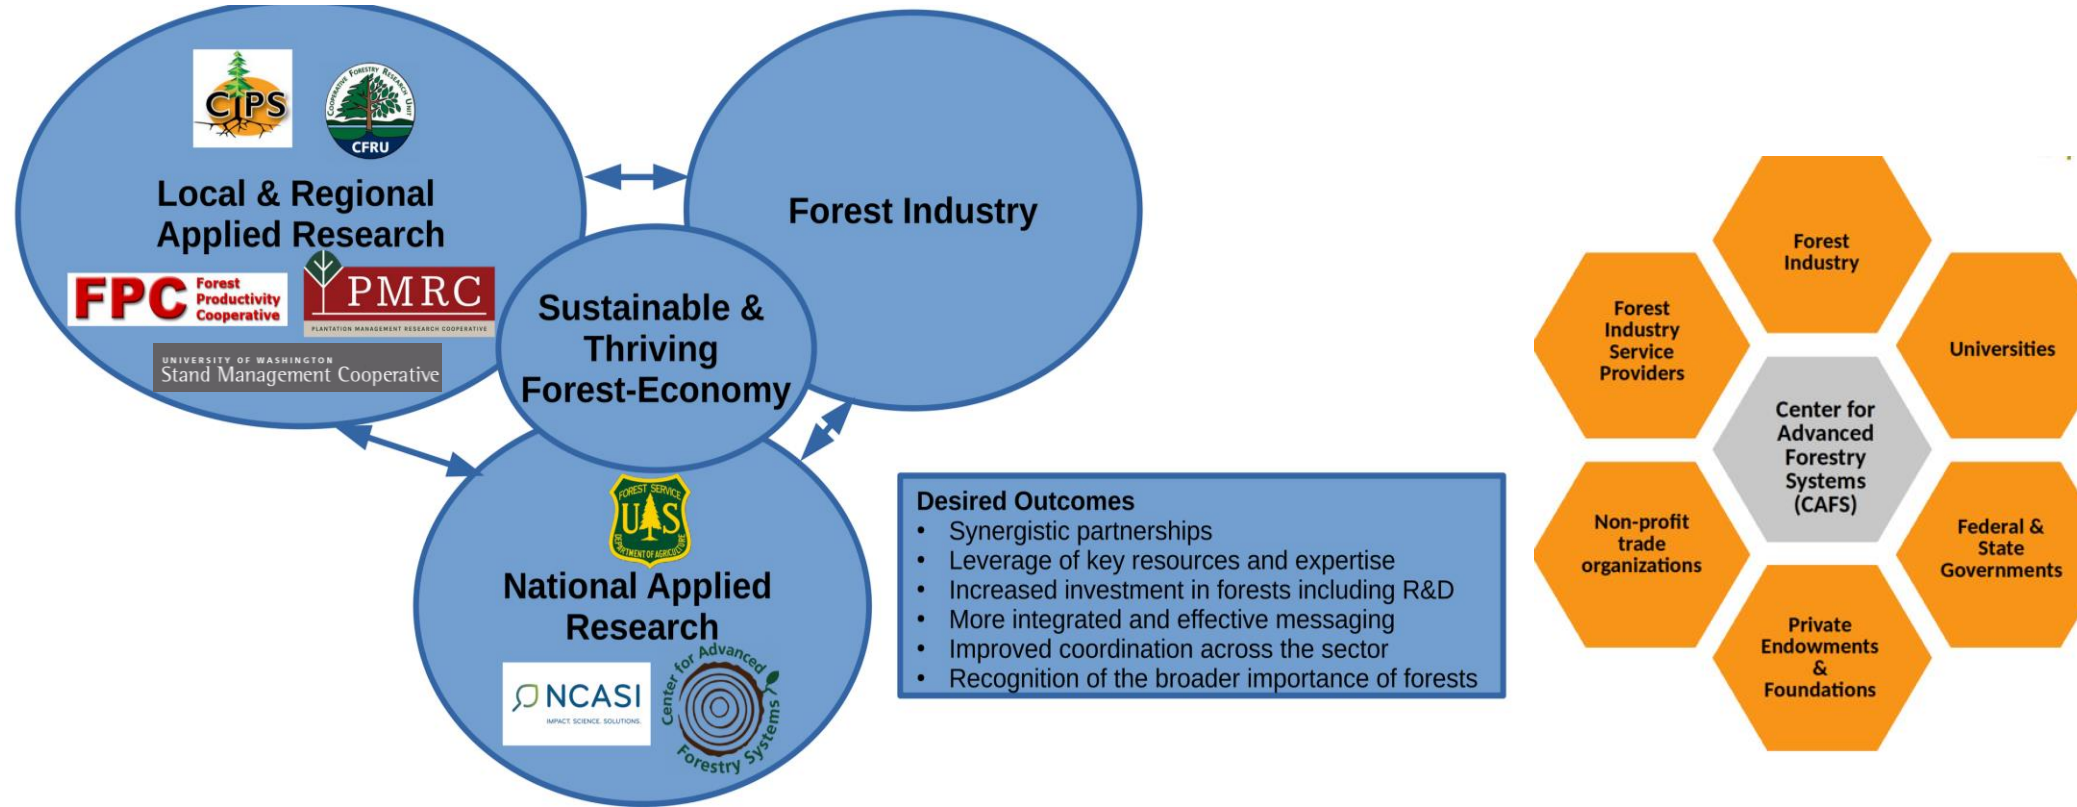 CIPS
COOPERATIVE FORESTRY RESEARCH UNIT
CFRU
Local & Regional
Applied Research
FPC
Forest
Productivity
Cooperative
PMRC
PLANTATION MANAGEMENT RESEARCH COOPERATIVE
UNIVERSITY OF WASHINGTON
Stand Management Cooperative
Forest Industry
Sustainable &
Thriving
Forest-Economy
FOREST SERVICE
U S
DEPARTMENT OF AGRICULTURE
National Applied
Research
NCASI
IMPACT. SCIENCE. SOLUTIONS.
Center for Advanced
Forestry Systems
Desired Outcomes
• Synergistic partnerships
• Leverage of key resources and expertise
• Increased investment in forests including R&D
• More integrated and effective messaging
• Improved coordination across the sector
• Recognition of the broader importance of forests
Forest
Industry
Forest
Industry
Service
Providers
Universities
Center for
Advanced
Forestry
Systems
(CAFS)
Non-profit
trade
organizations
Federal &
State
Governments
Private
Endowments
&
Foundations